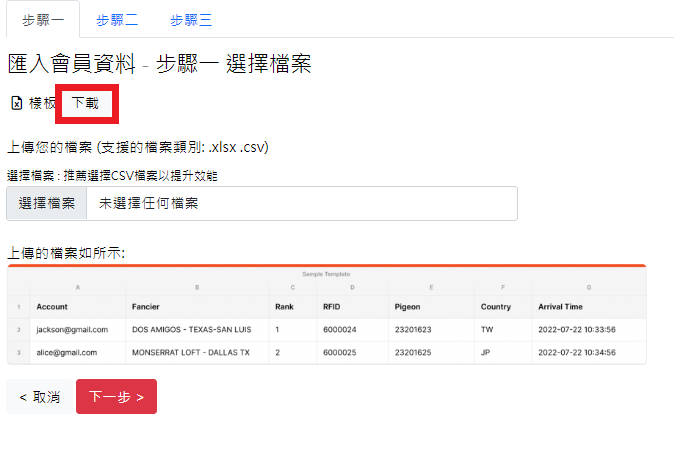 步驟一 步驟二 步驟三
匯入會員資料 - 步驟一 選擇檔案
樣板 下載
上傳您的檔案 (支援的檔案類別: .xlsx .csv)
選擇檔案 : 推薦選擇CSV檔案以提升效能
選擇檔案 未選擇任何檔案
上傳的檔案如所示:
Sample Template
A B C D E F G
1 Account Fancier Rank RFID Pigeon Country Arrival Time
2 jackson@gmail.com DOS AMIGOS - TEXAS-SAN LUIS 1 6000024 23201623 TW 2022-07-22 10:33:56
3 alice@gmail.com MONSERRAT LOFT - DALLAS TX 2 6000025 23201625 JP 2022-07-22 10:34:56
< 取消 下一步 >